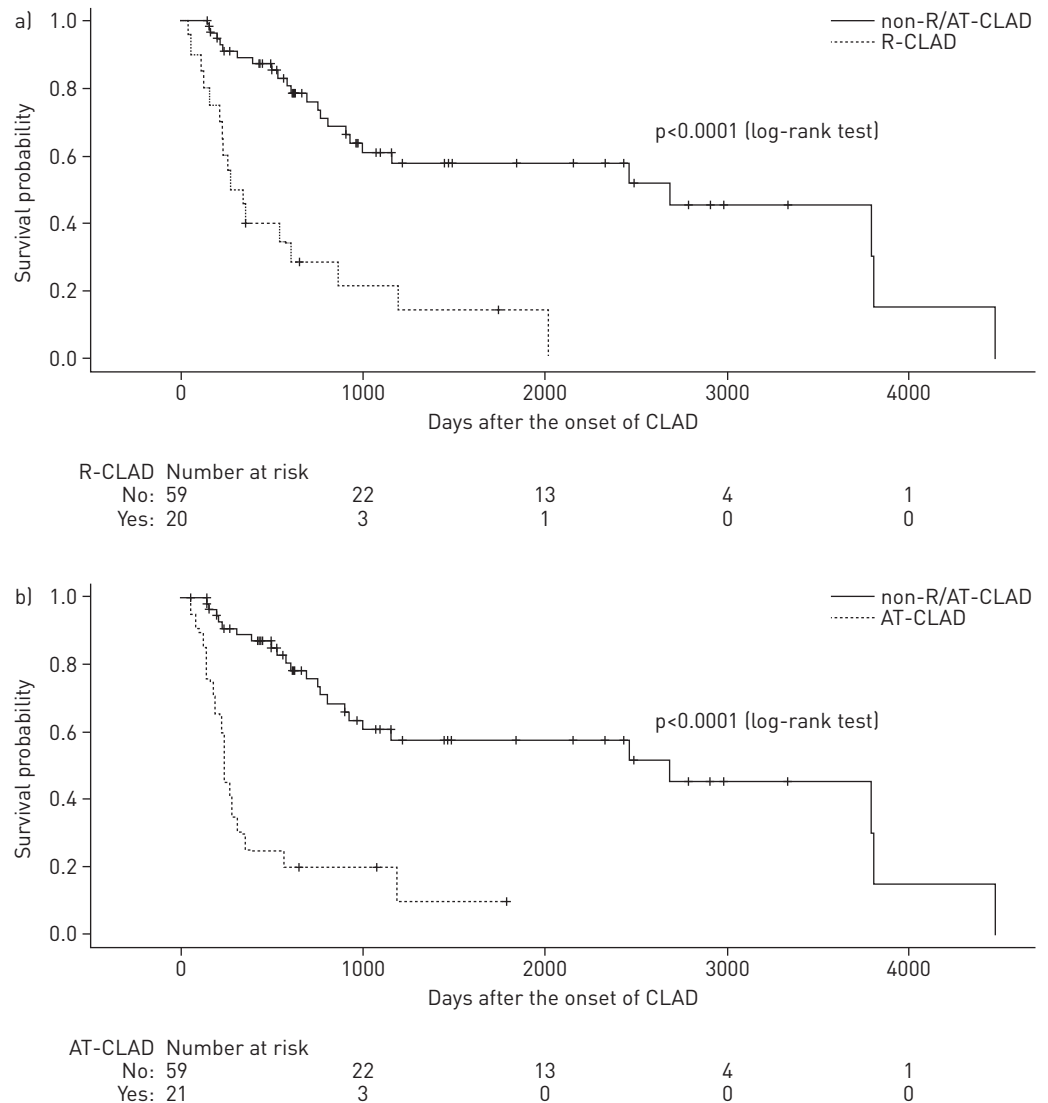 a)
1.0
0.8
0.6
0.4
0.2
0.0
Survival probability
non-R/AT-CLAD
R-CLAD
p<0.0001 (log-rank test)
0 1000 2000 3000 4000
Days after the onset of CLAD
R-CLAD Number at risk
No: 59 22 13 4 1
Yes: 20 3 1 0 0
b)
1.0
0.8
0.6
0.4
0.2
0.0
Survival probability
non-R/AT-CLAD
AT-CLAD
p<0.0001 (log-rank test)
0 1000 2000 3000 4000
Days after the onset of CLAD
AT-CLAD Number at risk
No: 59 22 13 4 1
Yes: 21 3 0 0 0